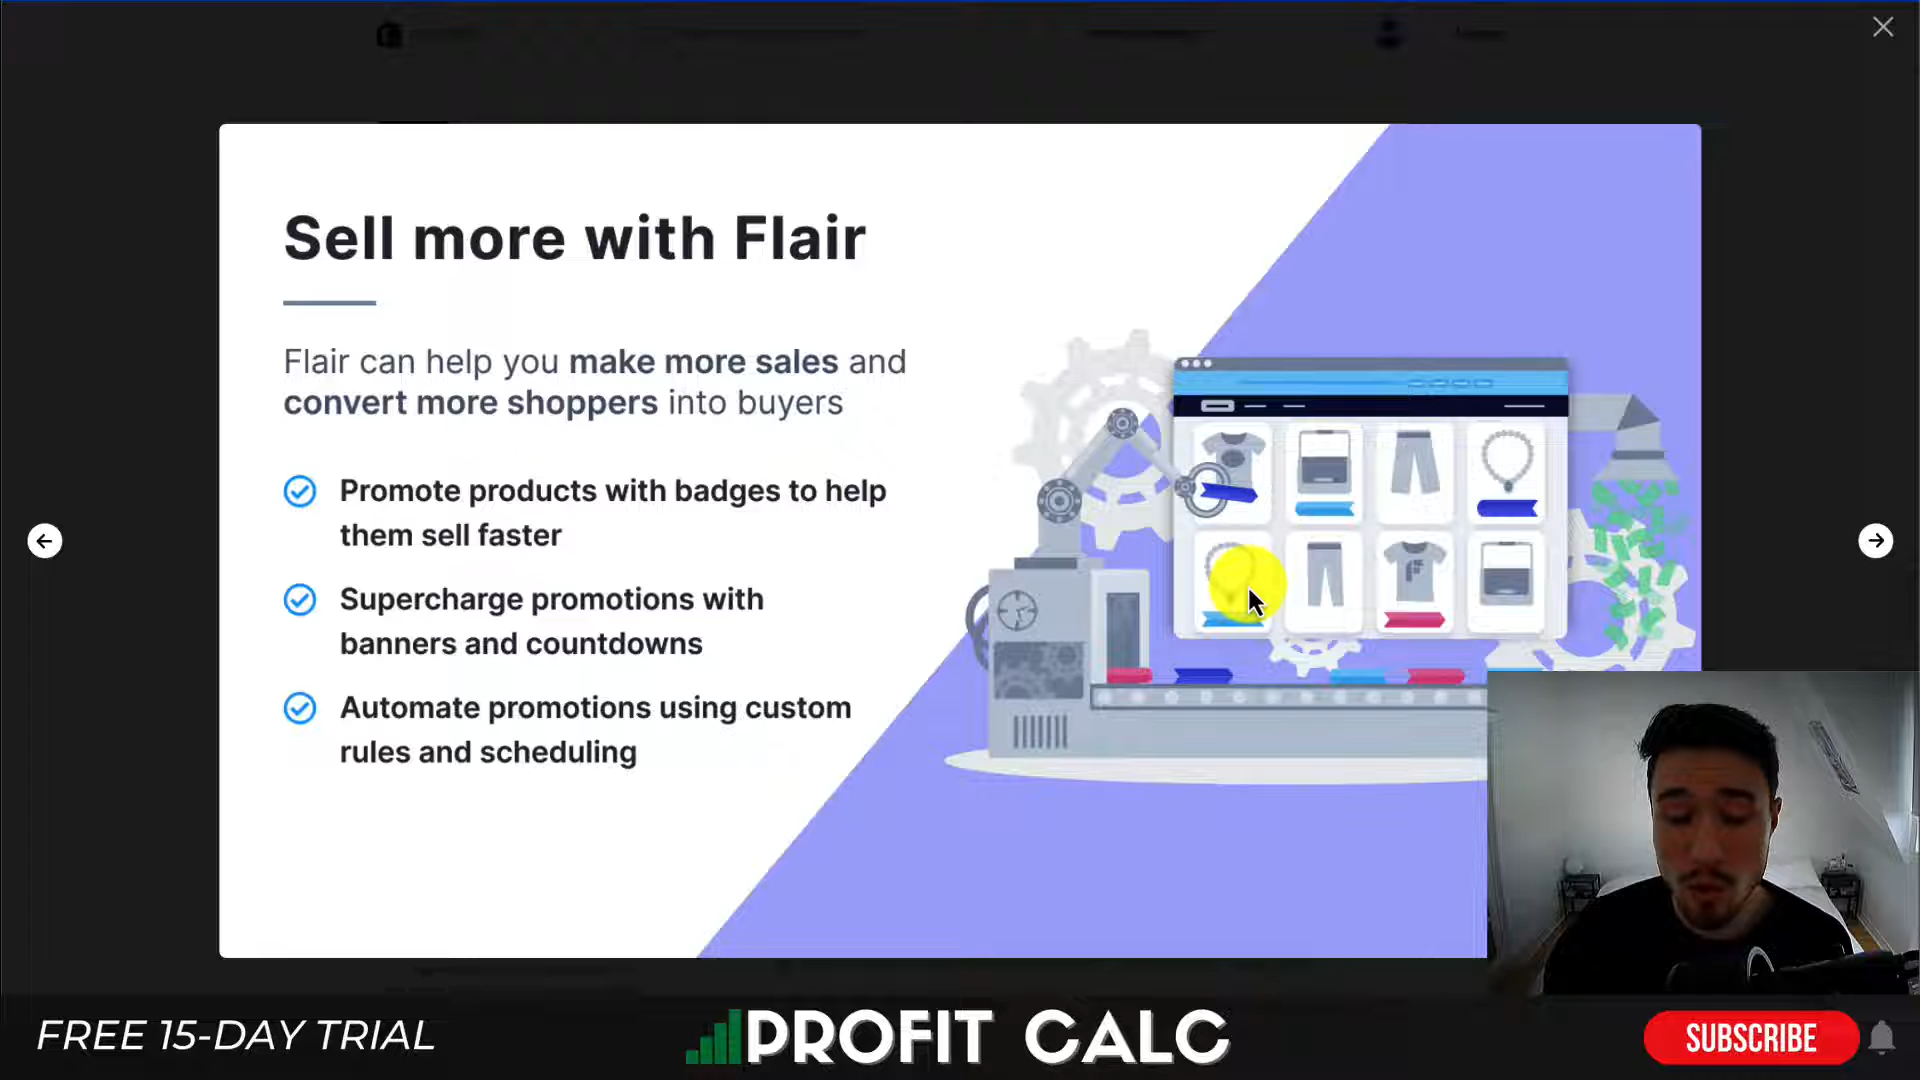 Sell more with Flair
Flair can help you make more sales and
convert more shoppers into buyers
Promote products with badges to help
them sell faster
Supercharge promotions with
banners and countdowns
Automate promotions using custom
rules and scheduling
FREE 15-DAY TRIAL
PROFIT CALC
SUBSCRIBE